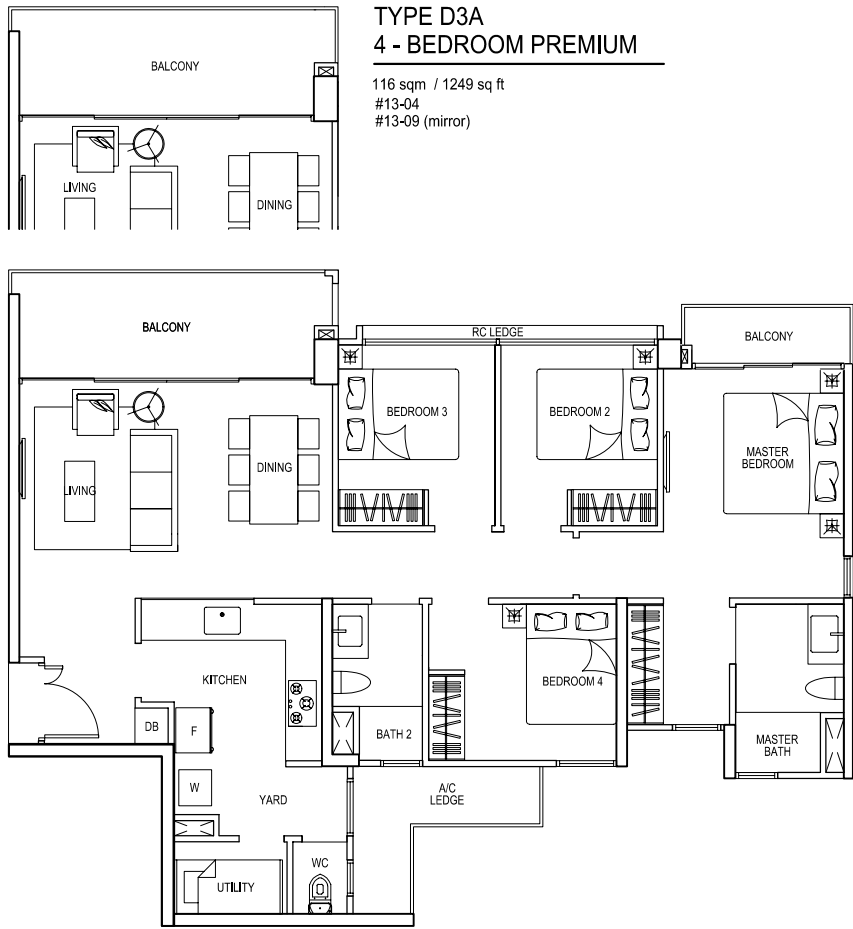 TYPE D3A
4 - BEDROOM PREMIUM
116 sqm / 1249 sq ft
#13-04
#13-09 (mirror)
BALCONY
LIVING
DINING
BALCONY
RC LEDGE
BALCONY
BEDROOM 3
BEDROOM 2
MASTER
BEDROOM
DINING
LIVING
KITCHEN
BEDROOM 4
DB
F
BATH 2
MASTER
BATH
W
YARD
A/C
LEDGE
WC
UTILITY